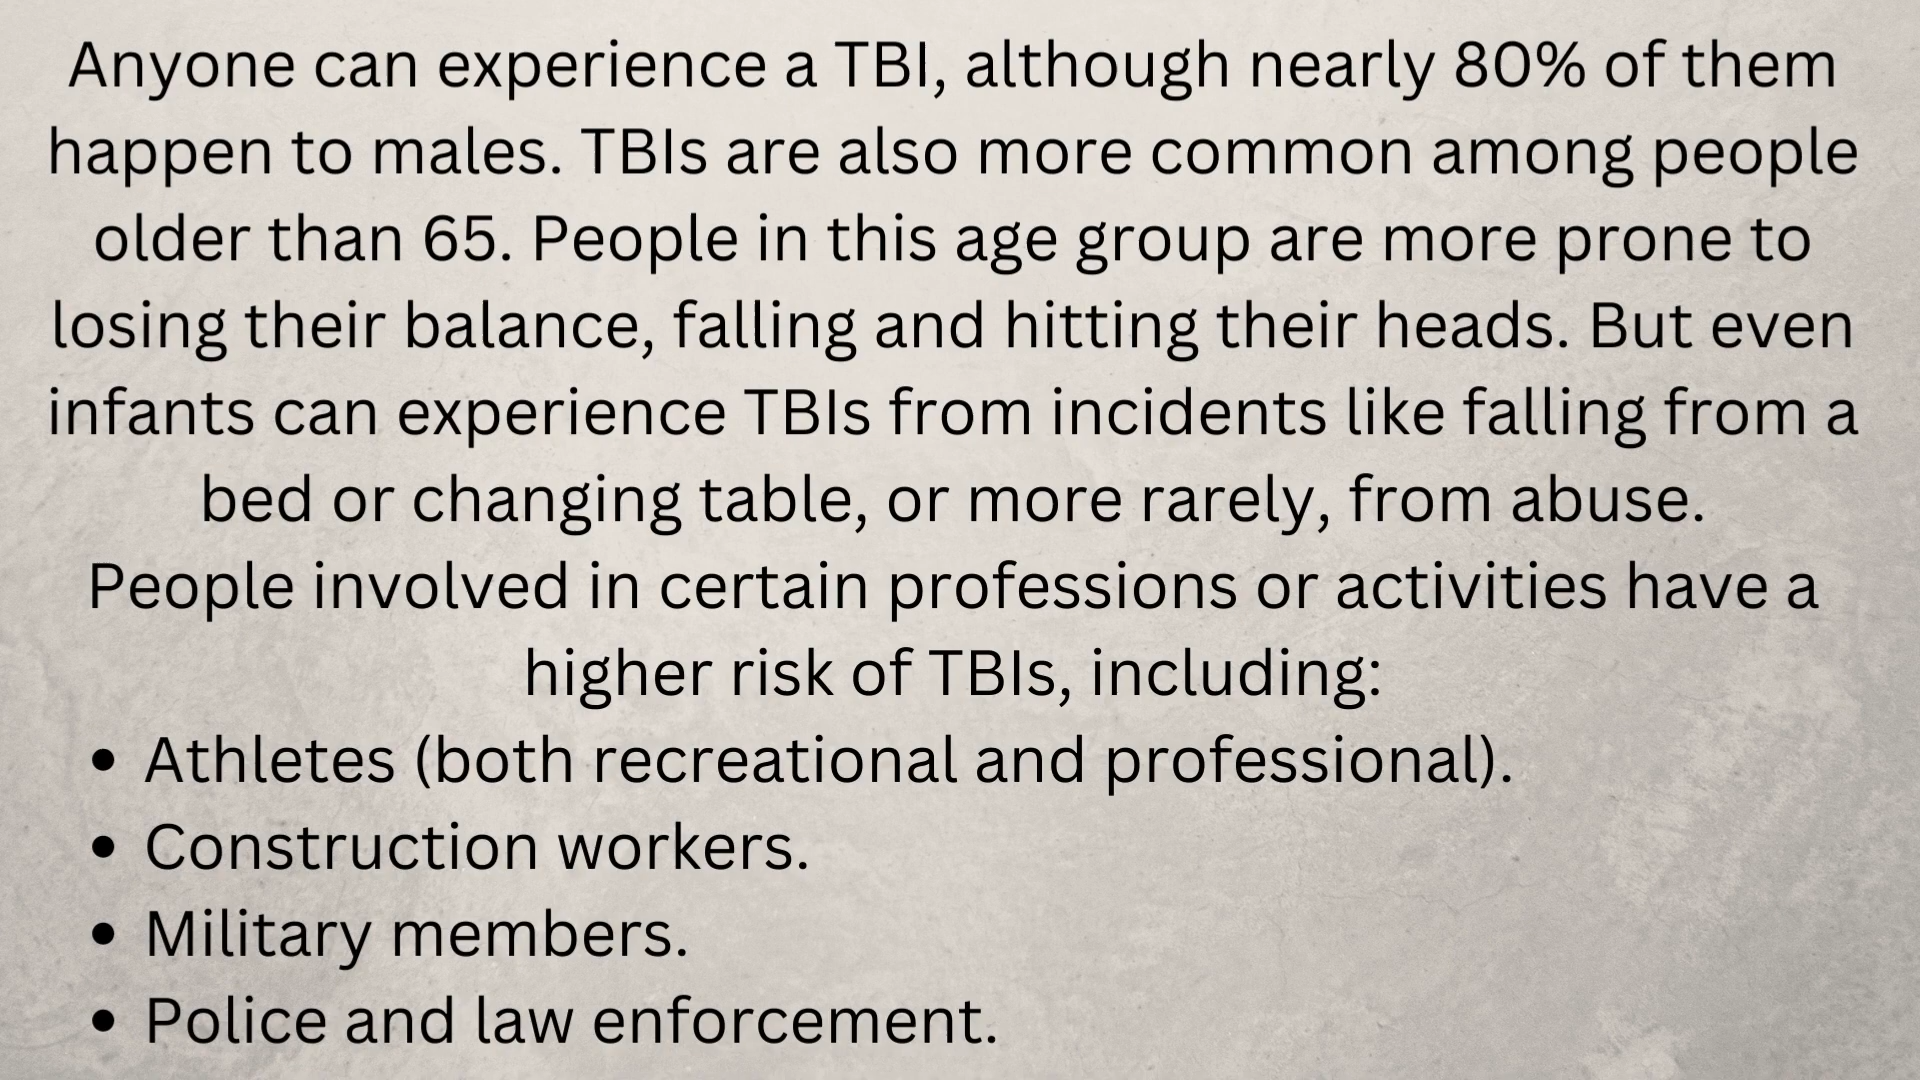 Anyone can experience a TBI, although nearly 80% of them
happen to males. TBIs are also more common among people
older than 65. People in this age group are more prone to
losing their balance, falling and hitting their heads. But even
infants can experience TBIs from incidents like falling from a
bed or changing table, or more rarely, from abuse.
People involved in certain professions or activities have a
higher risk of TBIs, including:
• Athletes (both recreational and professional).
• Construction workers.
• Military members.
• Police and law enforcement.